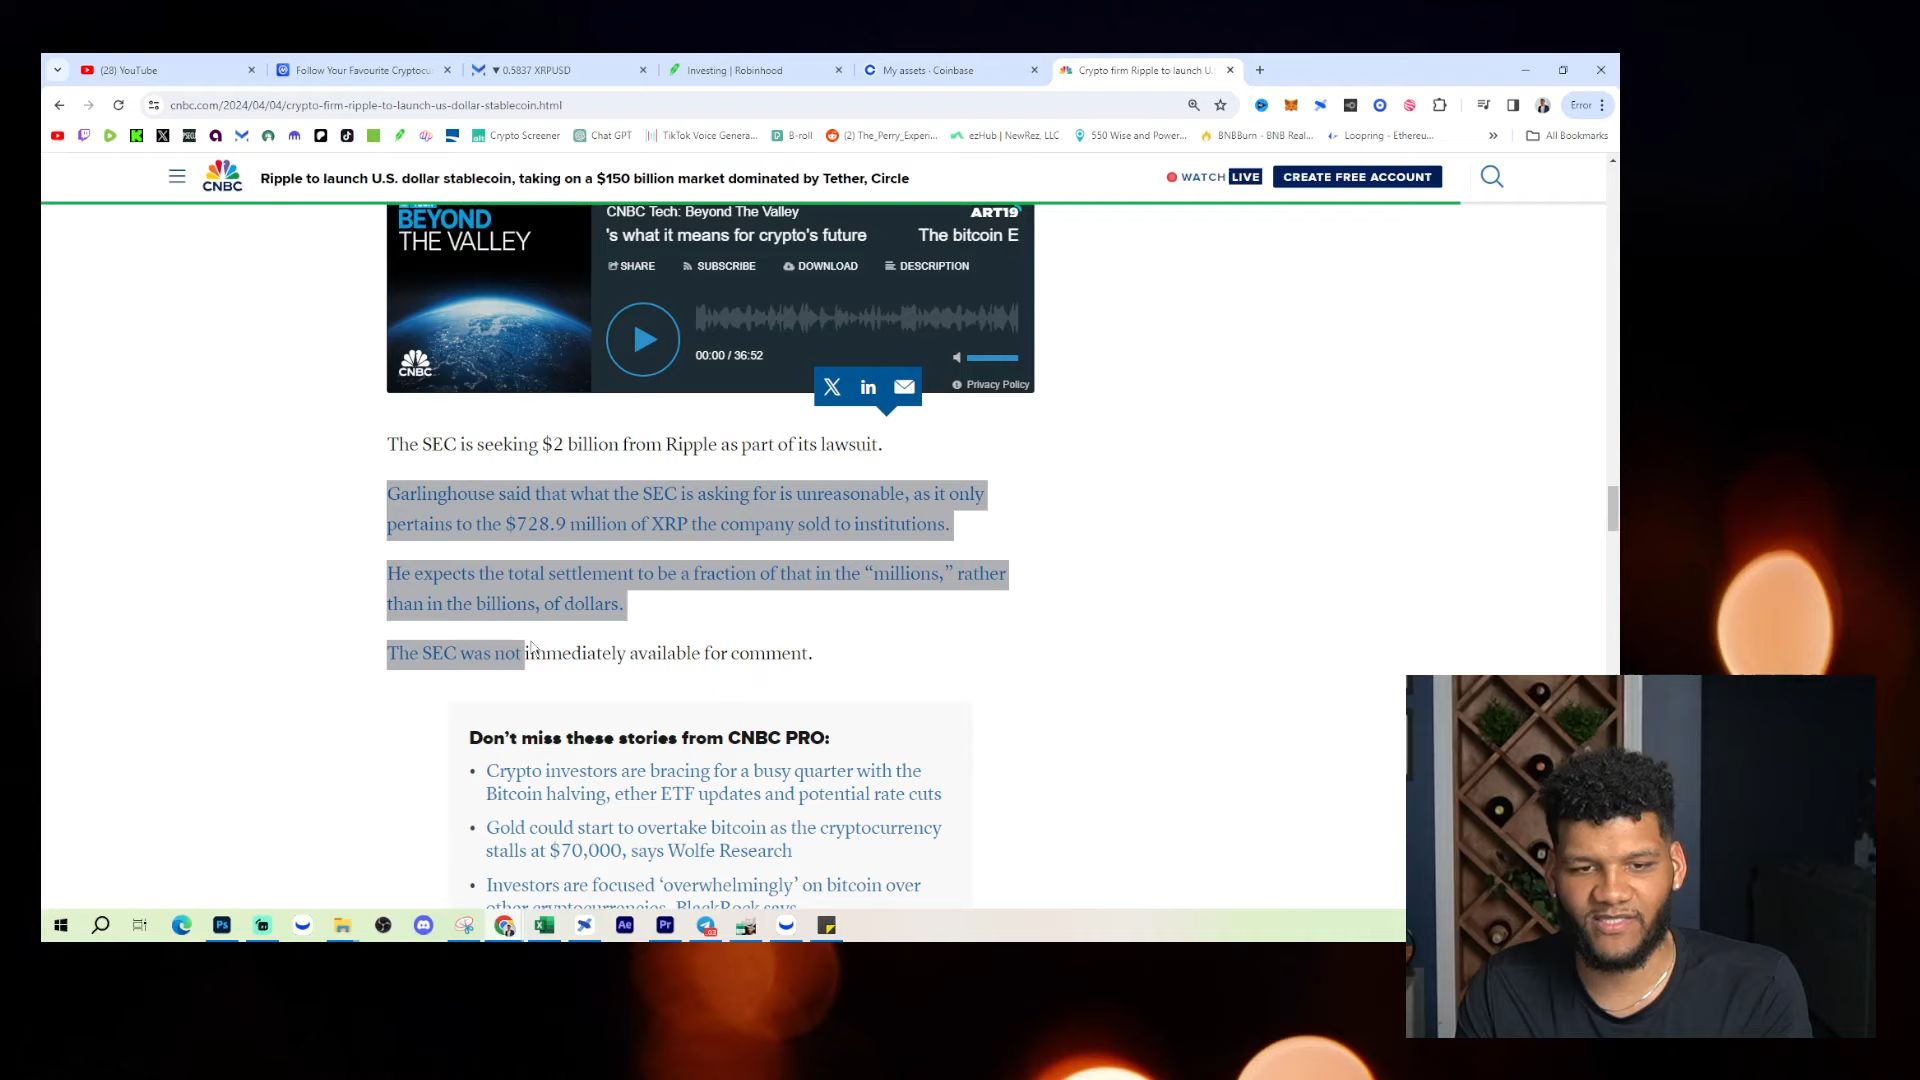 (28) YouTube
Follow Your Favourite Cryptocu
▼ 0.5837 XRPUSD
Investing | Robinhood
My assets - Coinbase
Crypto firm Ripple to launch U.
cnbc.com/2024/04/04/crypto-firm-ripple-to-launch-us-dollar-stablecoin.html
Error
Crypto Screener
Chat GPT
TikTok Voice Genera...
B-roll
(2) The_Perry_Experi...
ezHub | NewRez, LLC
550 Wise and Power...
BNBBurn - BNB Real...
Loopring - Ethereu...
All Bookmarks
CNBC
Ripple to launch U.S. dollar stablecoin, taking on a $150 billion market dominated by Tether, Circle
WATCH LIVE
CREATE FREE ACCOUNT
BEYOND
THE VALLEY
CNBC
CNBC Tech: Beyond The Valley
ART19
's what it means for crypto's future The bitcoin E
SHARE
SUBSCRIBE
DOWNLOAD
DESCRIPTION
00:00 / 36:52
Privacy Policy
The SEC is seeking $2 billion from Ripple as part of its lawsuit.
Garlinghouse said that what the SEC is asking for is unreasonable, as it only
pertains to the $728.9 million of XRP the company sold to institutions.
He expects the total settlement to be a fraction of that in the “millions,” rather
than in the billions, of dollars.
The SEC was not immediately available for comment.
Don’t miss these stories from CNBC PRO:
• Crypto investors are bracing for a busy quarter with the
Bitcoin halving, ether ETF updates and potential rate cuts
• Gold could start to overtake bitcoin as the cryptocurrency
stalls at $70,000, says Wolfe Research
• Investors are focused ‘overwhelmingly’ on bitcoin over
other cryptocurrencies, BlackRock says
Ps
Ae
Pr